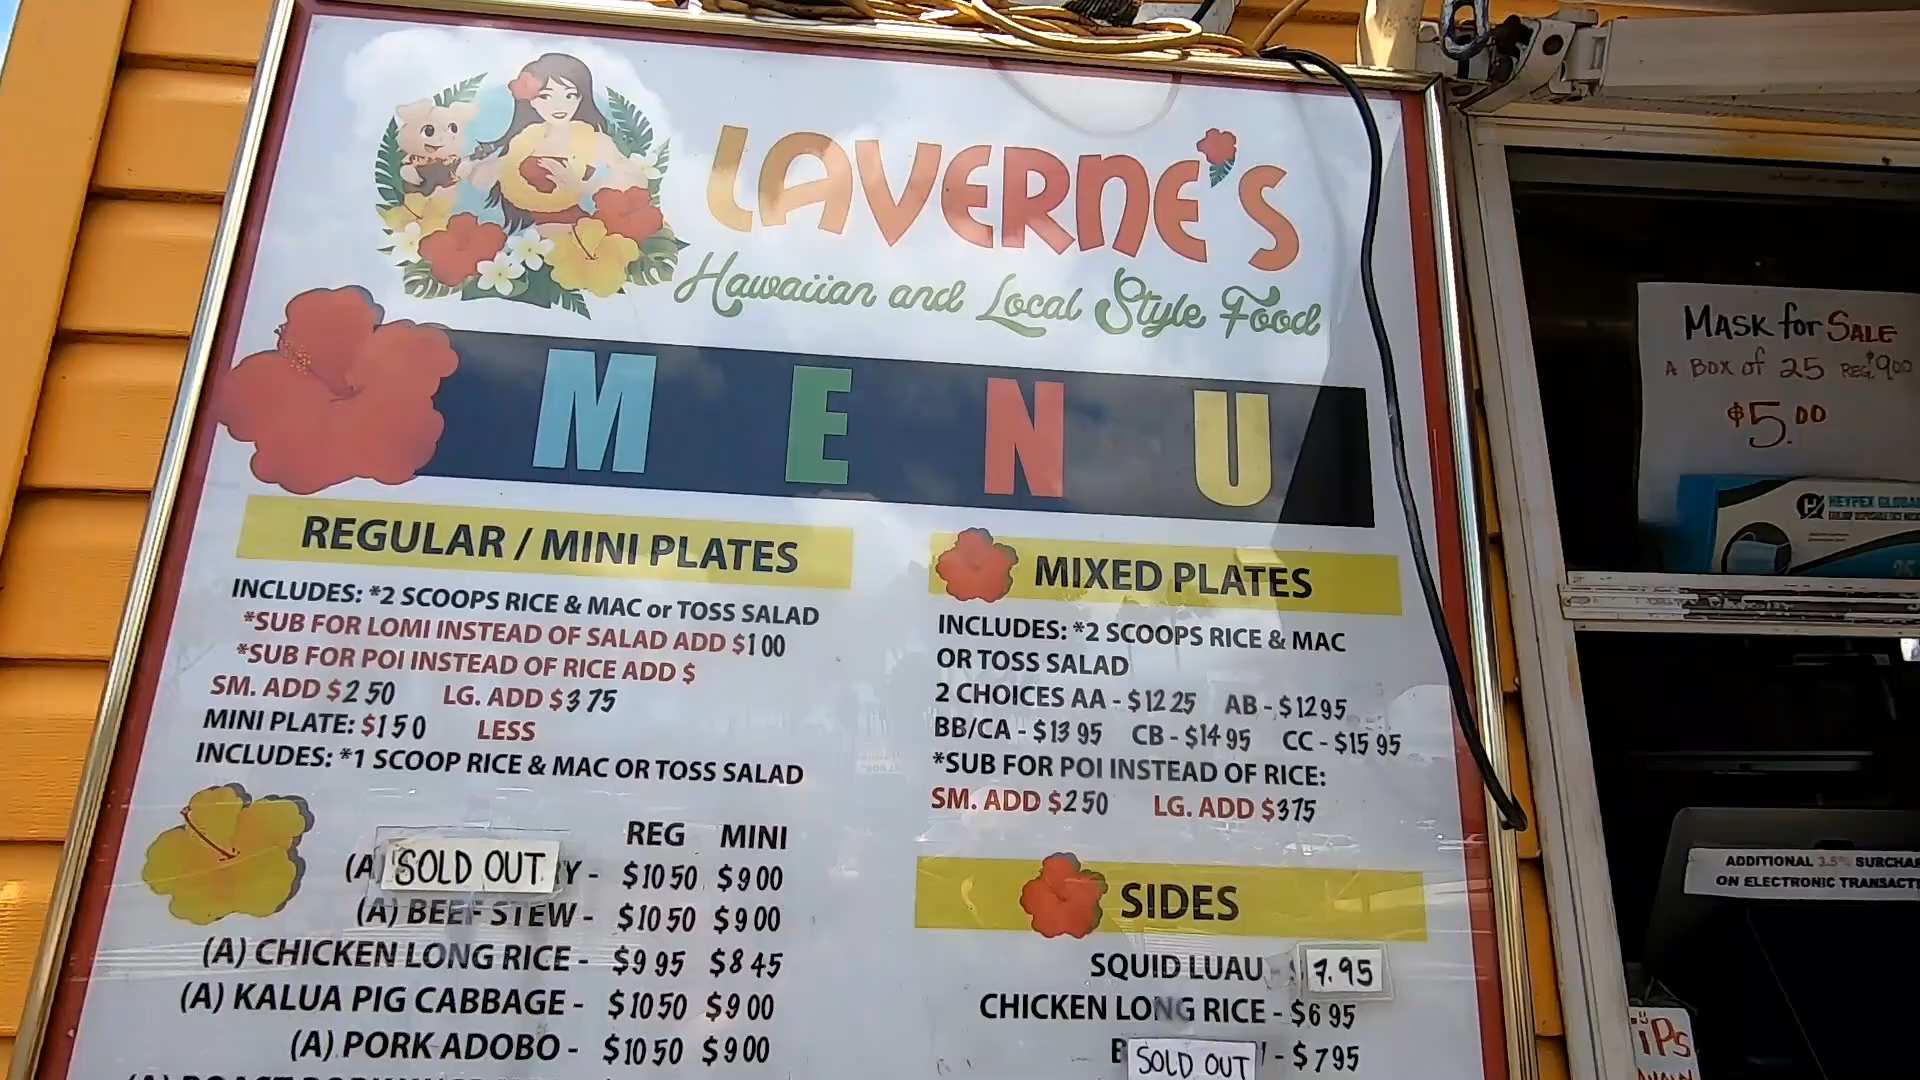 LAVERNE'S
Hawaiian and Local Style Food
MENU
REGULAR / MINI PLATES
INCLUDES: *2 SCOOPS RICE & MAC or TOSS SALAD
*SUB FOR LOMI INSTEAD OF SALAD ADD $1 00
*SUB FOR POI INSTEAD OF RICE ADD $
SM. ADD $2 50 LG. ADD $3 75
MINI PLATE: $1 50 LESS
INCLUDES: *1 SCOOP RICE & MAC OR TOSS SALAD
REG MINI
(A) SOLD OUT Y - $10 50 $9 00
(A) BEEF STEW - $10 50 $9 00
(A) CHICKEN LONG RICE - $9 95 $8 45
(A) KALUA PIG CABBAGE - $10 50 $9 00
(A) PORK ADOBO - $10 50 $9 00
MIXED PLATES
INCLUDES: *2 SCOOPS RICE & MAC
OR TOSS SALAD
2 CHOICES AA - $12 25 AB - $12 95
BB/CA - $13 95 CB - $14 95 CC - $15 95
*SUB FOR POI INSTEAD OF RICE:
SM. ADD $2 50 LG. ADD $3 75
SIDES
SQUID LUAU - $ 7.95
CHICKEN LONG RICE - $6 95
SOLD OUT - $7 95
MASK for SALE
A BOX of 25 REG. $9.00
$5.00
HEYPEX GLOBAL
25
ADDITIONAL 3.5% SURCHAR
ON ELECTRONIC TRANSACTI
TIPS